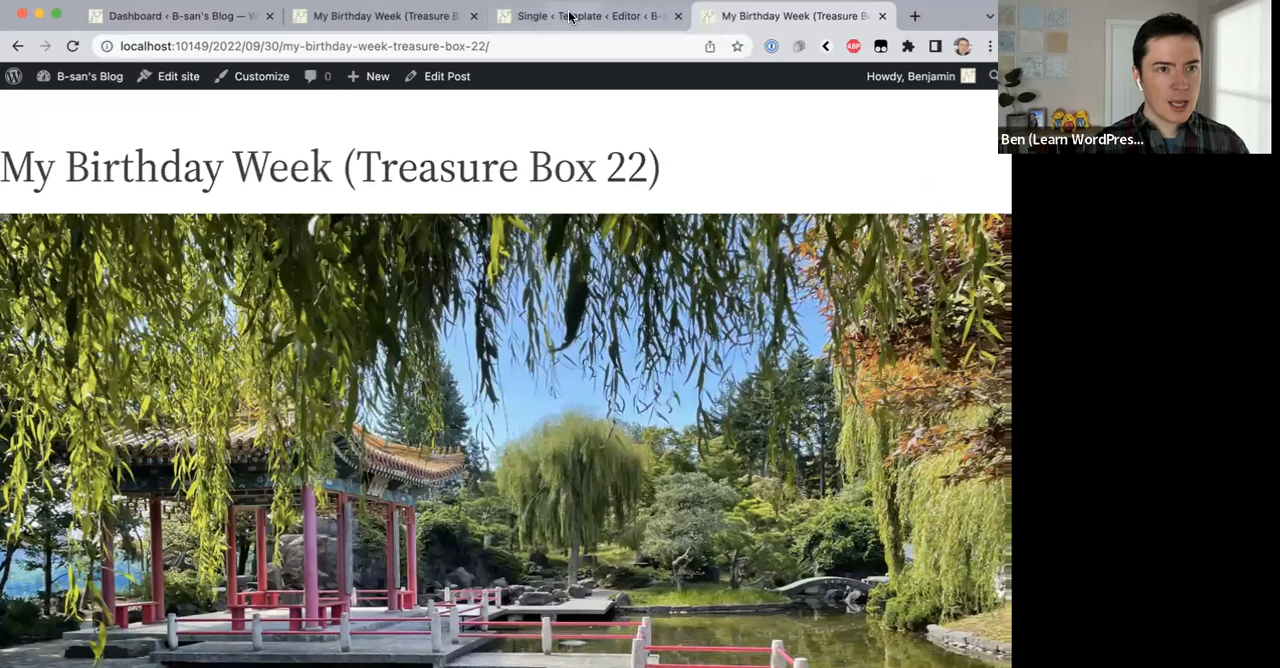 Dashboard ‹ B-san's Blog — W
My Birthday Week (Treasure B
Single ‹ Template ‹ Editor ‹ B-
My Birthday Week (Treasure B
localhost:10149/2022/09/30/my-birthday-week-treasure-box-22/
ABP
B-san's Blog
Edit site
Customize
0
New
Edit Post
Howdy, Benjamin
Ben (Learn WordPres...
My Birthday Week (Treasure Box 22)